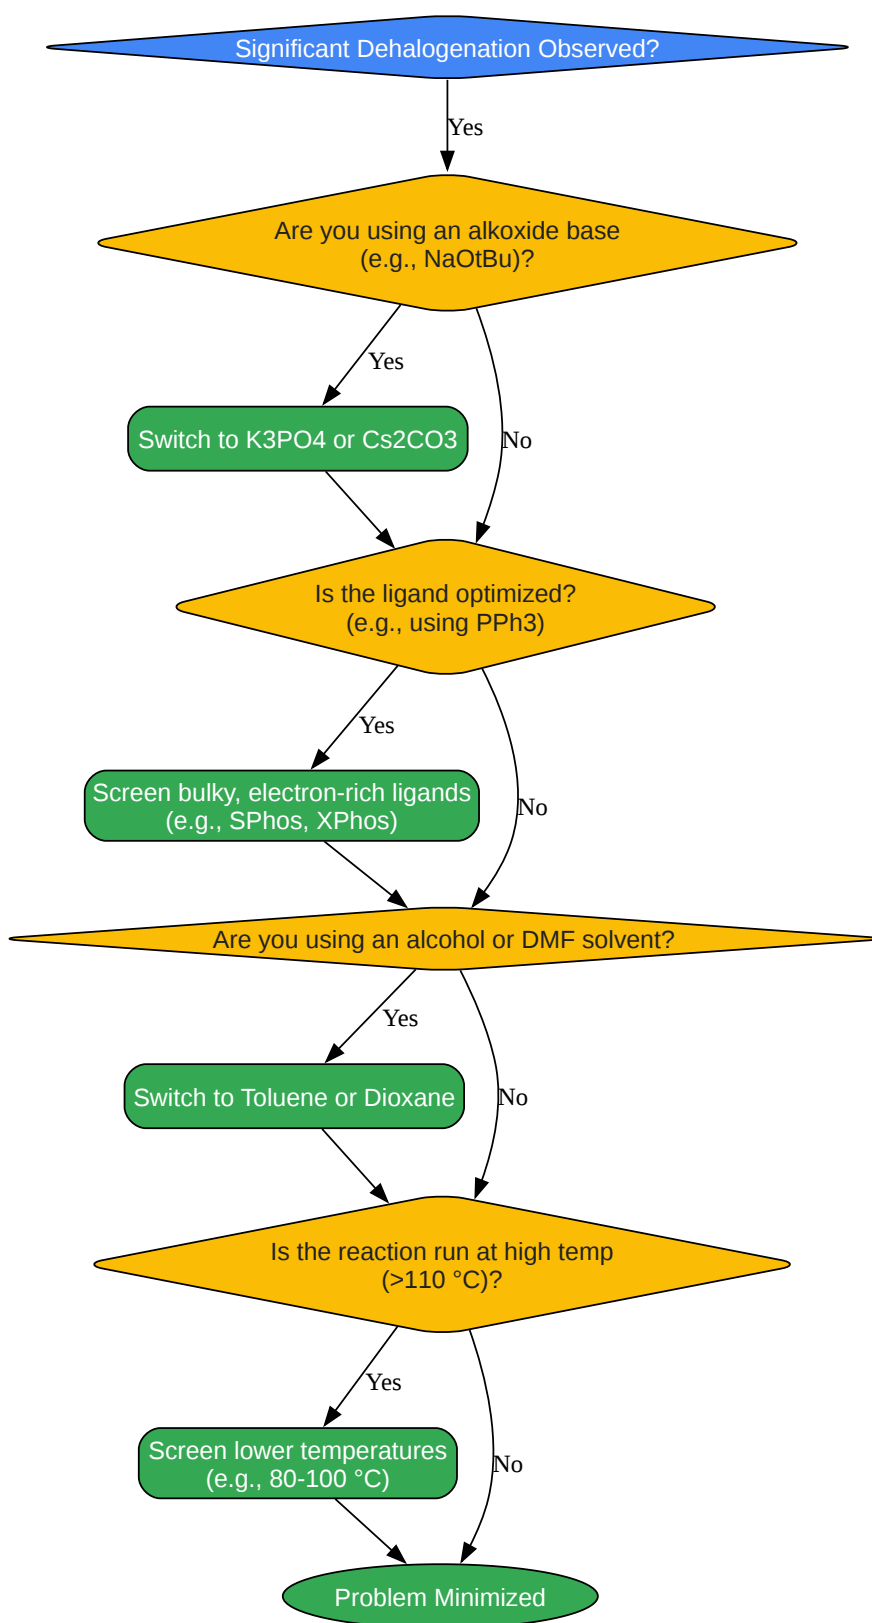 Significant Dehalogenation Observed?
Yes
Are you using an alkoxide base
(e.g., NaOtBu)?
Yes
Switch to K3PO4 or Cs2CO3
No
Is the ligand optimized?
(e.g., using PPh3)
Yes
Screen bulky, electron-rich ligands
(e.g., SPhos, XPhos)
No
Are you using an alcohol or DMF solvent?
Yes
Switch to Toluene or Dioxane
No
Is the reaction run at high temp
(>110 °C)?
Yes
Screen lower temperatures
(e.g., 80-100 °C)
No
Problem Minimized